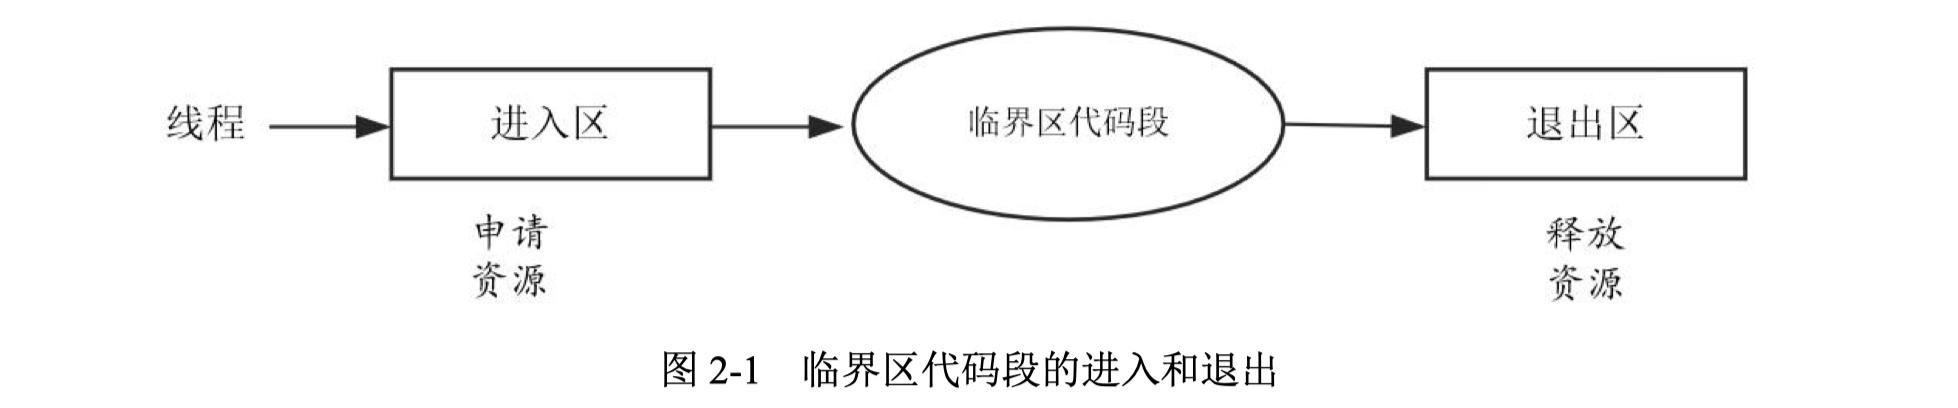 线程
进入区
临界区代码段
退出区
申请
资源
释放
资源
图 2-1 临界区代码段的进入和退出